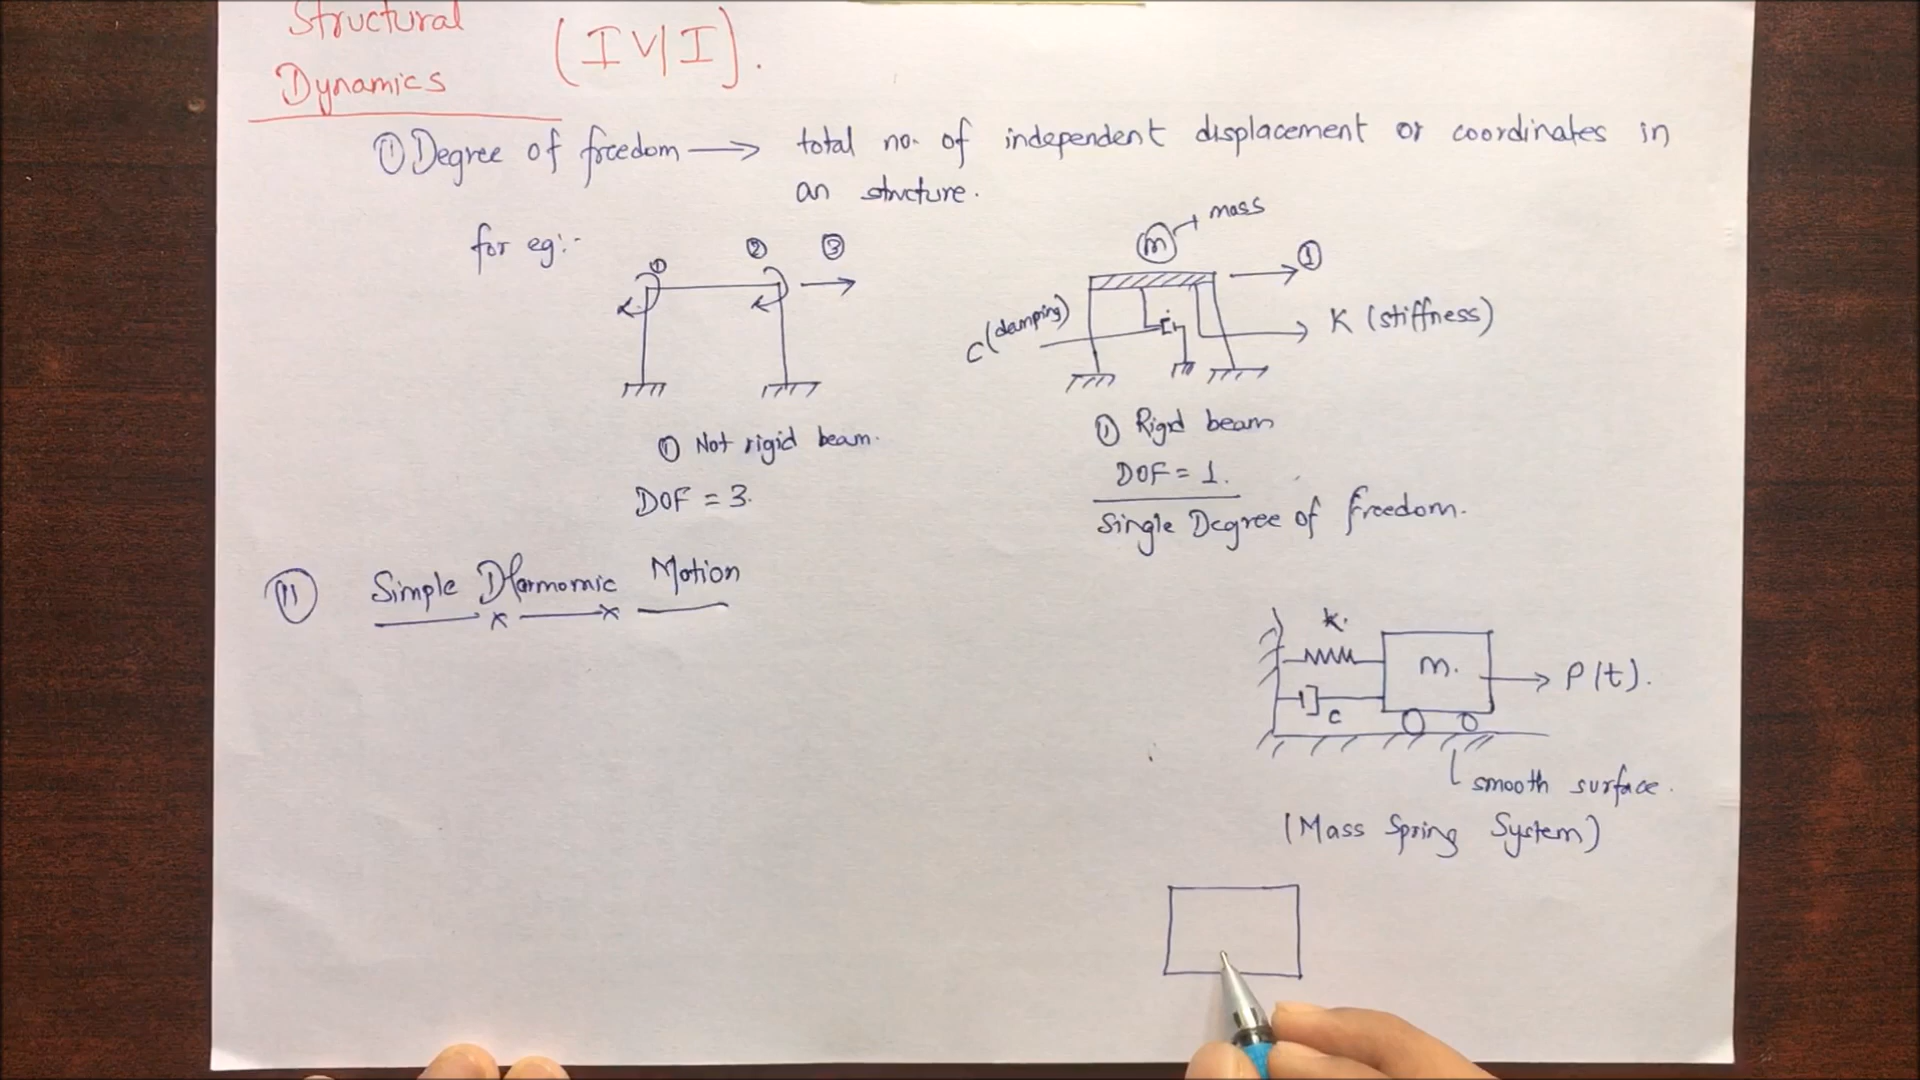 Structural
Dynamics
(IV/I).
① Degree of freedom → total no. of independent displacement or coordinates in
an structure.
for eg:-
① ② ③
m → mass
①
C (damping)
K (stiffness)
① Not rigid beam.
DOF = 3.
① Rigid beam
DOF = 1.
Single Degree of freedom.
⑪ Simple Harmomic Motion
k.
m.
P(t).
c
smooth surface.
(Mass Spring System)